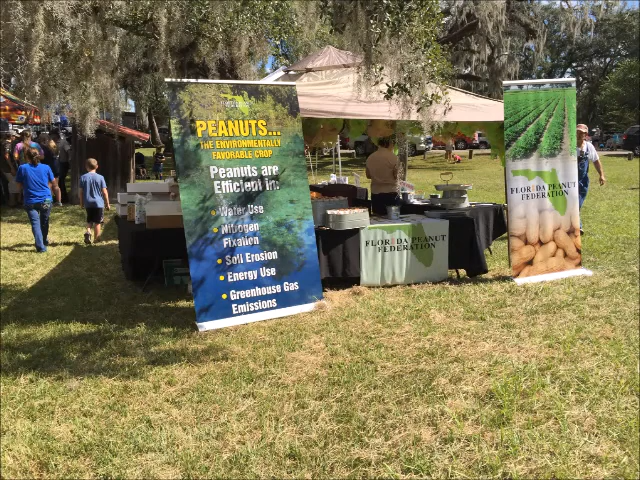 PEANUTS...
THE ENVIRONMENTALLY
FAVORABLE CROP
Peanuts are
Efficient in:
• Water Use
• Nitrogen
Fixation
• Soil Erosion
• Energy Use
• Greenhouse Gas
Emissions
FLORIDA PEANUT
FEDERATION
FLORIDA PEANUT
FEDERATION